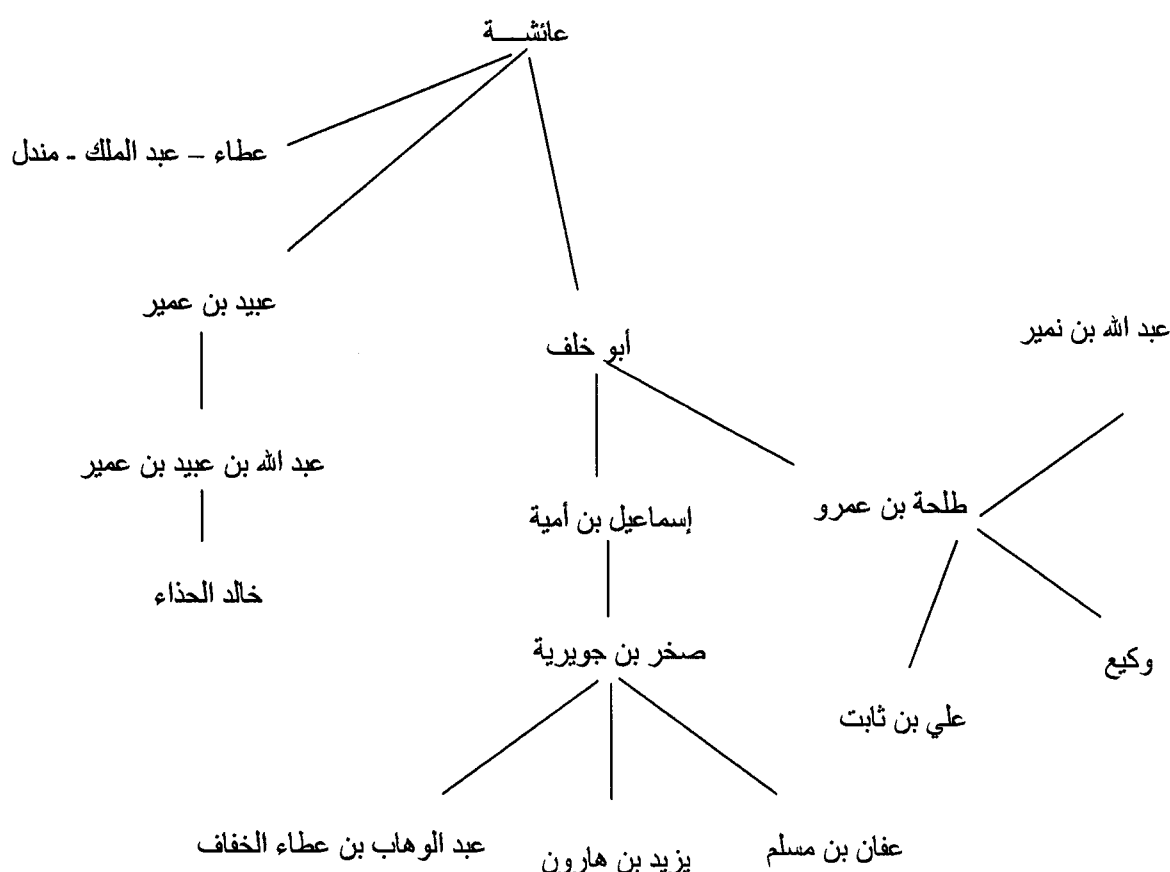 عائشـــة
عطاء – عبد الملك - مندل
عبيد بن عمير
عبد الله بن نمير
أبو خلف
عبد الله بن عبيد بن عمير
طلحة بن عمرو
إسماعيل بن أمية
خالد الحذاء
صخر بن جويرية
وكيع
علي بن ثابت
عفان بن مسلم
يزيد بن هارون
عبد الوهاب بن عطاء الخفاف